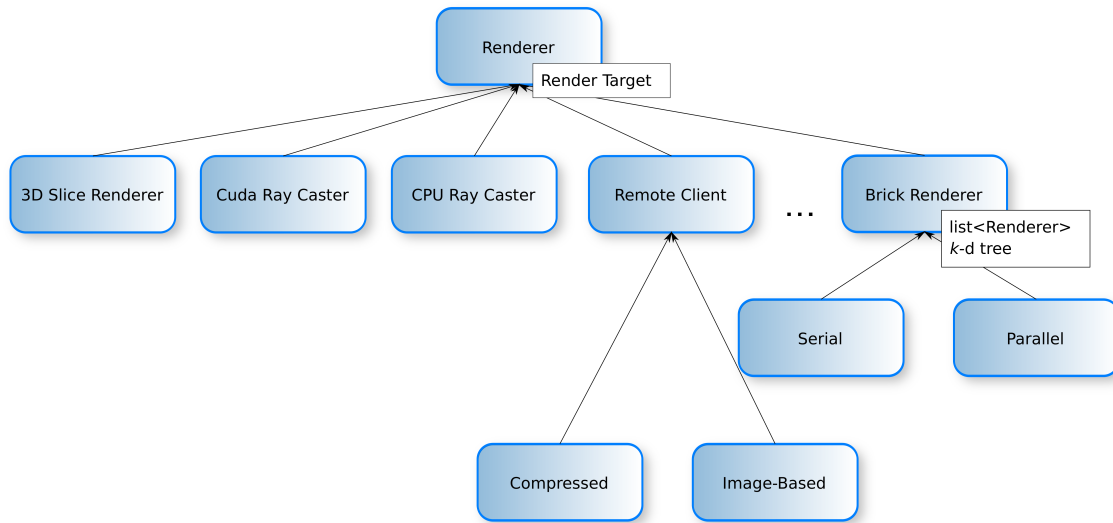 Renderer
Render Target
3D Slice Renderer
Cuda Ray Caster
CPU Ray Caster
Remote Client
...
Brick Renderer
list<Renderer>
k-d tree
Serial
Parallel
Compressed
Image-Based